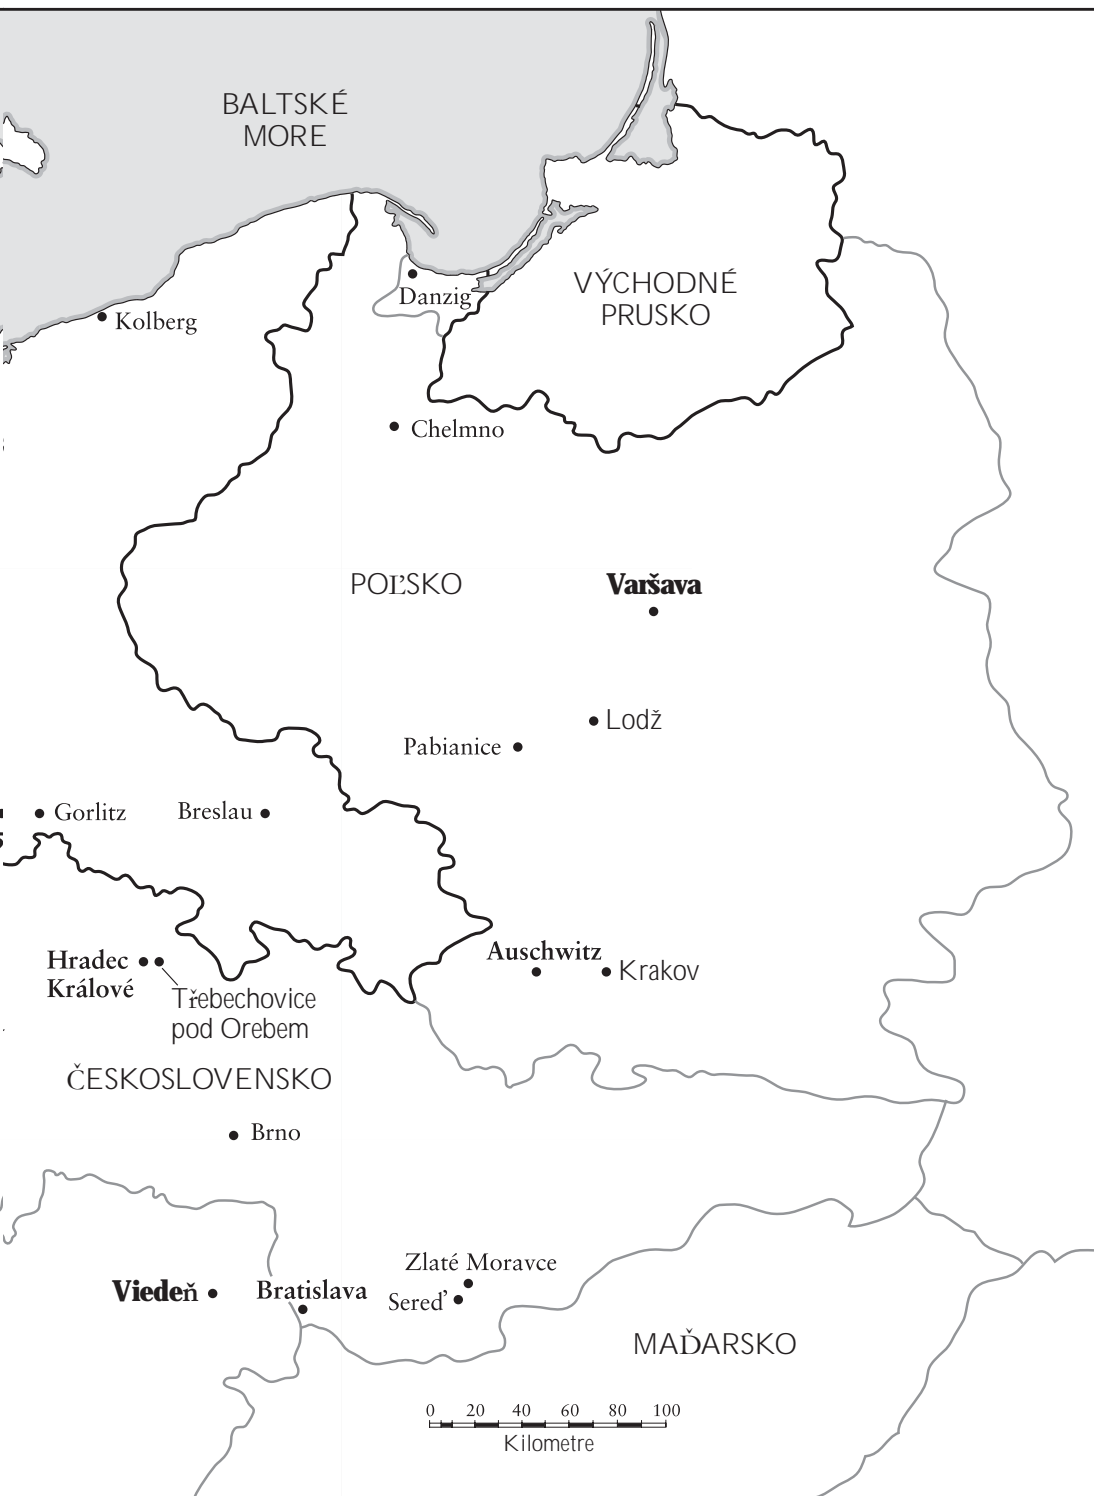 BALTSKÉ
MORE
VÝCHODNÉ
PRUSKO
Danzig
Kolberg
Chelmno
POĽSKO
Varšava
Lodž
Pabianice
Gorlitz
Breslau
Auschwitz
Krakov
Hradec
Králové
Třebechovice
pod Orebem
ČESKOSLOVENSKO
Brno
Zlaté Moravce
Viedeň
Bratislava
Sereď
MAĎARSKO
0 20 40 60 80 100
Kilometre